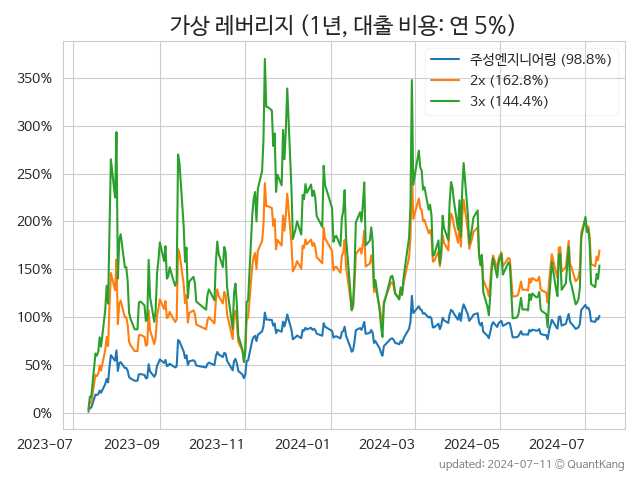 가상 레버리지 (1년, 대출 비용: 연 5%)
주성엔지니어링 (98.8%)
2x (162.8%)
3x (144.4%)
350%
300%
250%
200%
150%
100%
50%
0%
2023-07 2023-09 2023-11 2024-01 2024-03 2024-05 2024-07
updated: 2024-07-11 © QuantKang